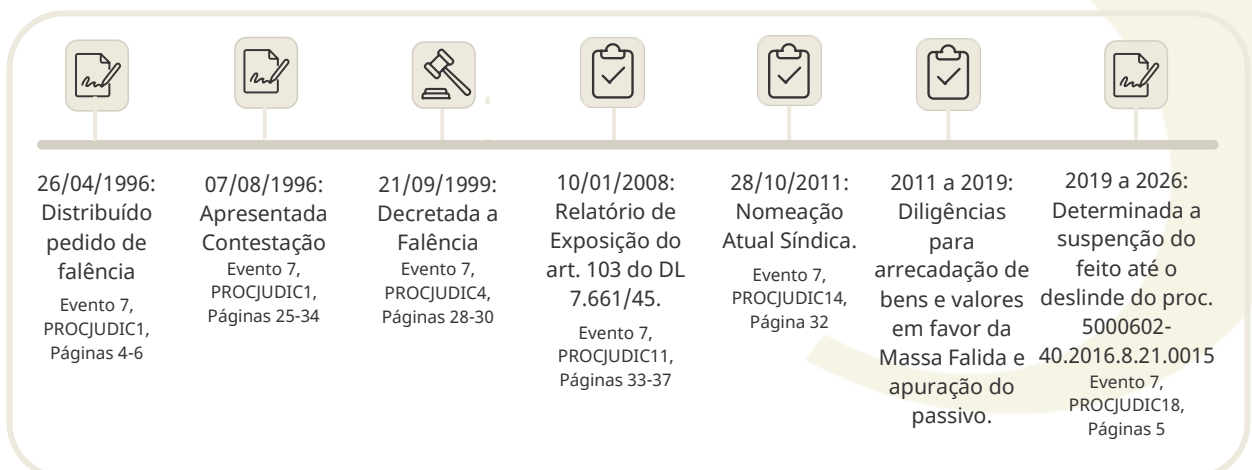 26/04/1996:
Distribuído
pedido de
falência
Evento 7,
PROCJUDIC1,
Páginas 4-6
07/08/1996:
Apresentada
Contestação
Evento 7,
PROCJUDIC1,
Páginas 25-34
21/09/1999:
Decretada a
Falência
Evento 7,
PROCJUDIC4,
Páginas 28-30
10/01/2008:
Relatório de
Exposição do
art. 103 do DL
7.661/45.
Evento 7,
PROCJUDIC11,
Páginas 33-37
28/10/2011:
Nomeação
Atual Síndica.
Evento 7,
PROCJUDIC14,
Página 32
2011 a 2019:
Diligências
para
arrecadação de
bens e valores
em favor da
Massa Falida e
apuração do
passivo.
2019 a 2026:
Determinada a
suspenção do
feito até o
deslinde do proc.
5000602-
40.2016.8.21.0015
Evento 7,
PROCJUDIC18,
Páginas 5